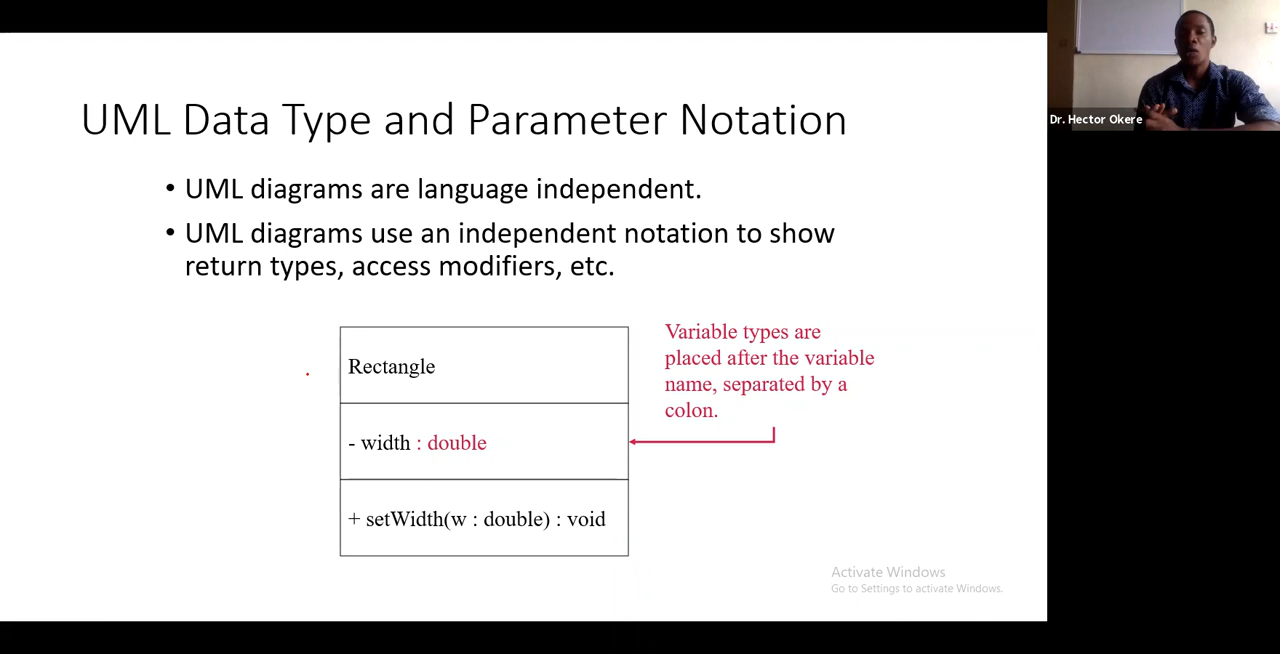 UML Data Type and Parameter Notation
• UML diagrams are language independent.
• UML diagrams use an independent notation to show
return types, access modifiers, etc.
Rectangle
- width : double
+ setWidth(w : double) : void
Variable types are
placed after the variable
name, separated by a
colon.
Activate Windows
Go to Settings to activate Windows.
Dr. Hector Okere